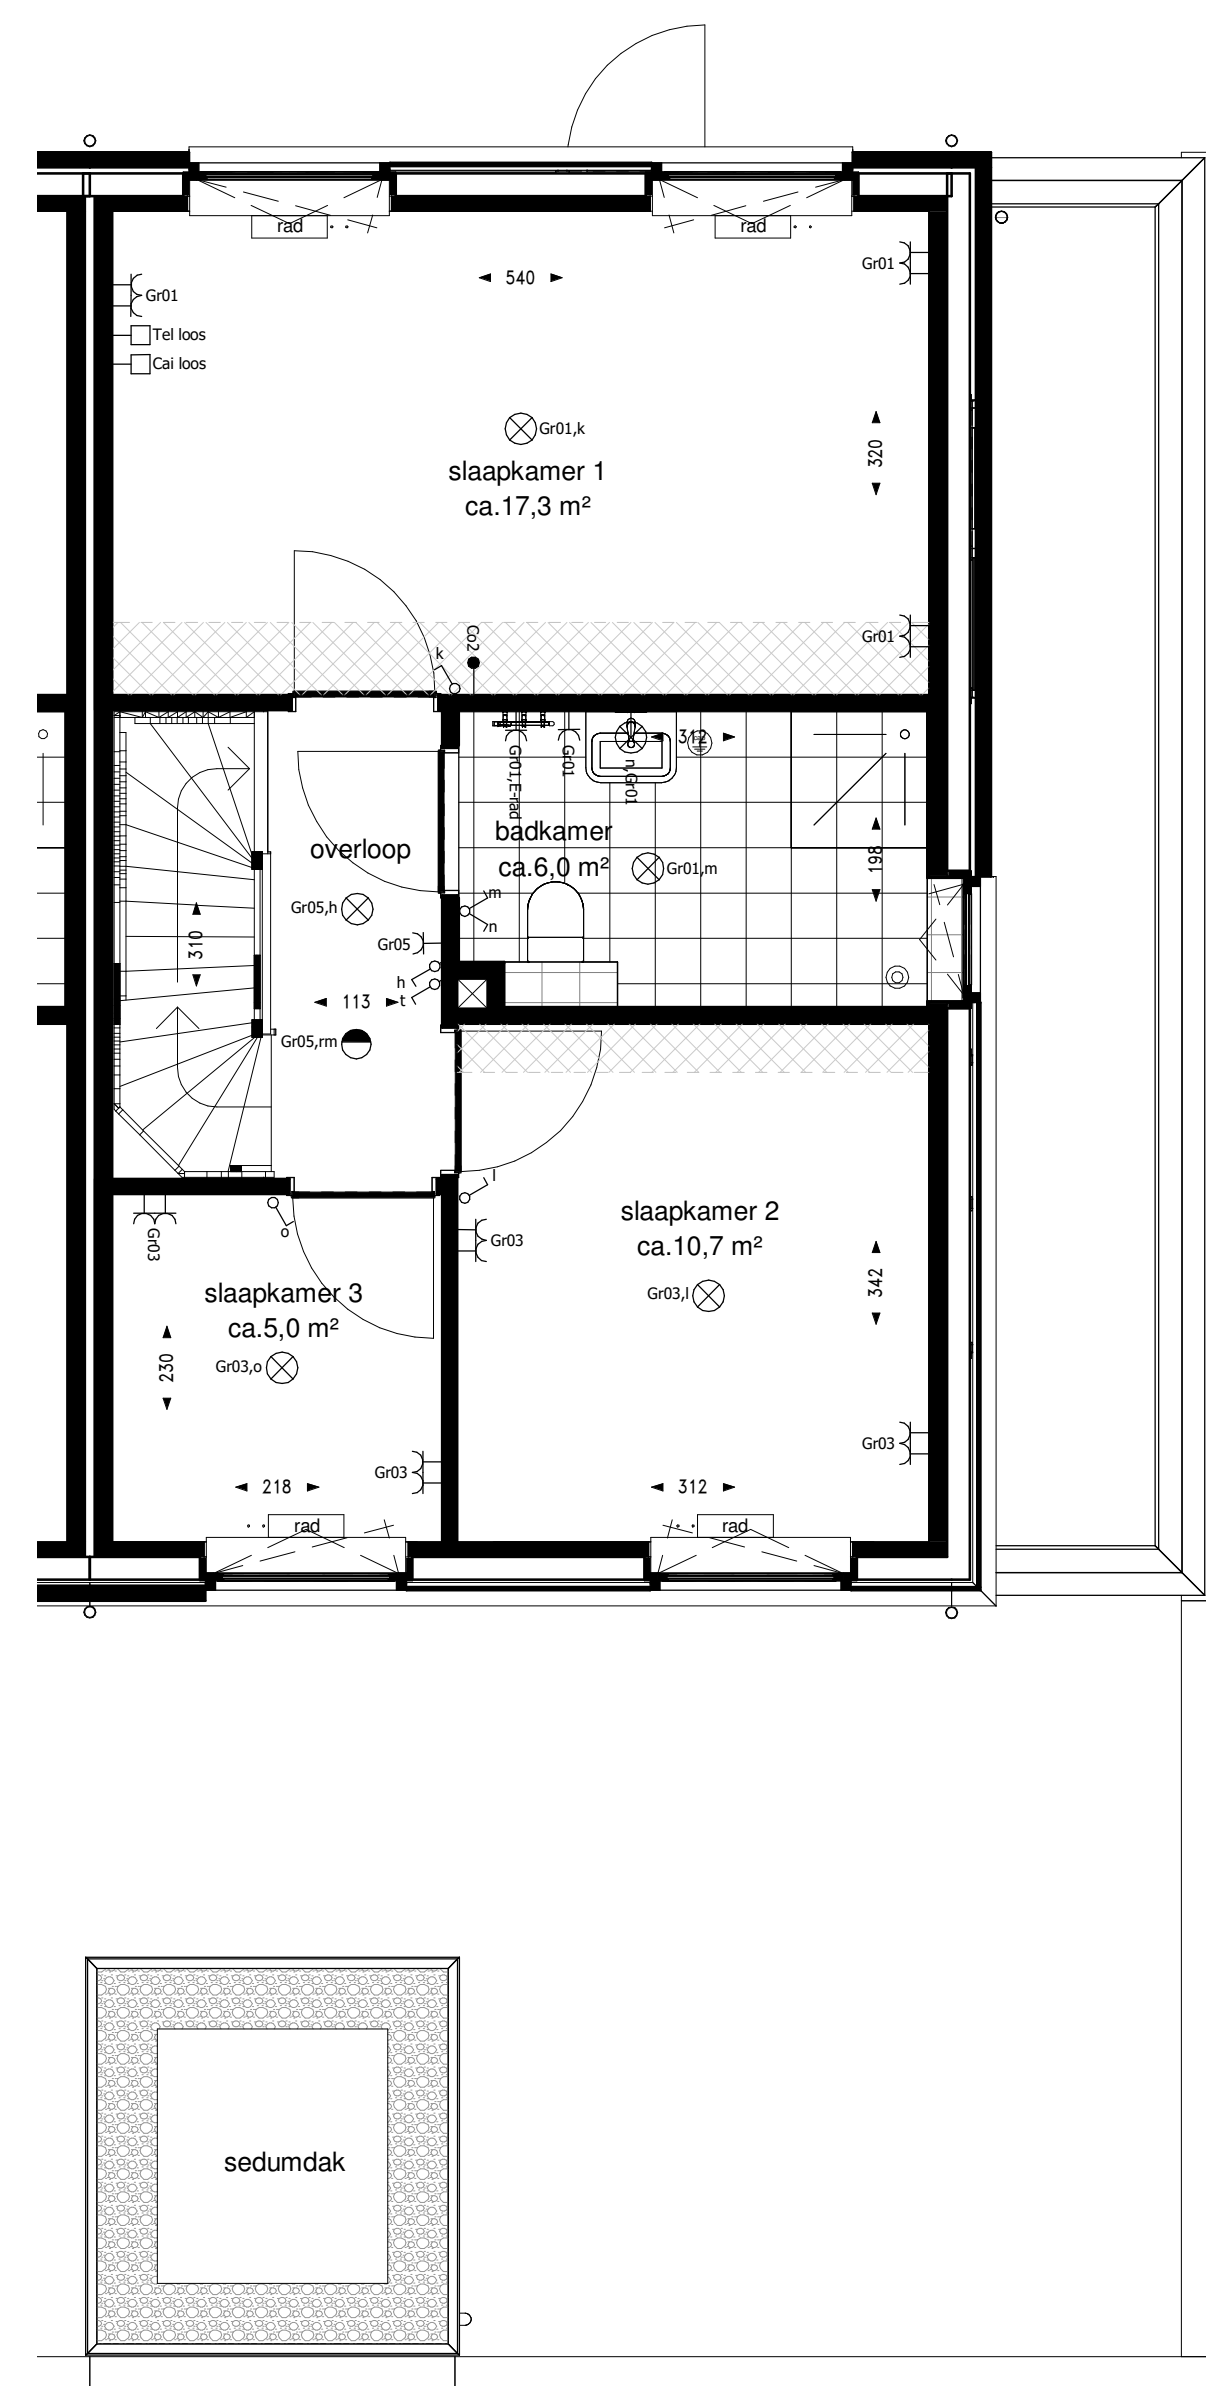 rad
rad
Gr01
540
Gr01
Tel loos
Cai loos
Gr01,k
320
slaapkamer 1
ca.17,3 m²
Gr01
Co2
k
312
Gr01,E-rad
Gr01
n,Gr01
badkamer
ca.6,0 m²
198
overloop
Gr01,m
m
n
Gr05,h
310
Gr05
h
t
113
Gr05,rm
l
slaapkamer 2
ca.10,7 m²
Gr03
o
Gr03
342
Gr03,l
slaapkamer 3
ca.5,0 m²
230
Gr03,o
Gr03
Gr03
218
312
rad
rad
sedumdak